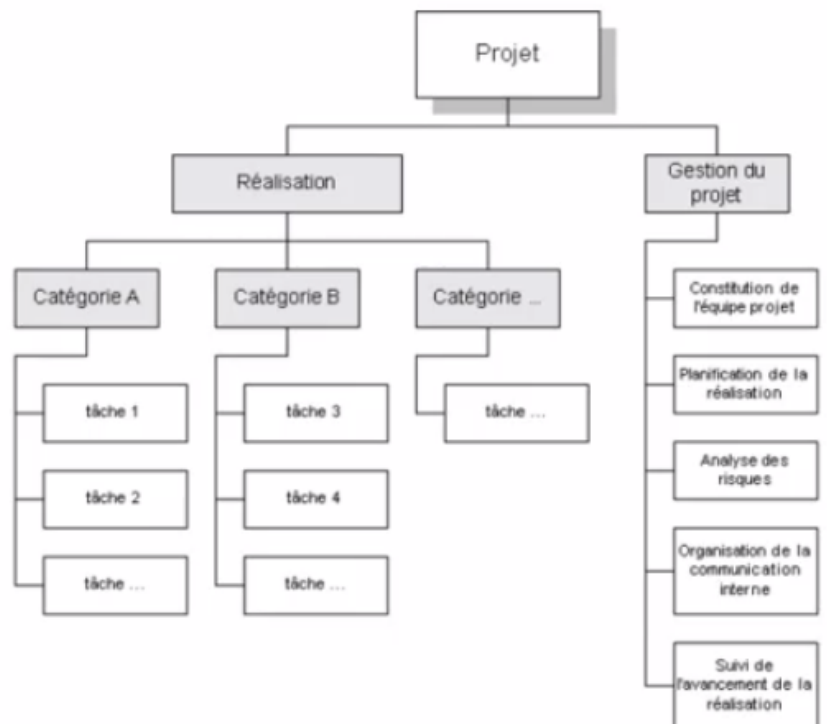 Projet
Réalisation
Gestion du
projet
Catégorie A
Catégorie B
Catégorie ...
tâche 1
tâche 2
tâche ...
tâche 3
tâche 4
tâche ...
tâche ...
Constitution de
l'équipe projet
Planification de la
réalisation
Analyse des
risques
Organisation de la
communication
interne
Suivi de
l'avancement de la
réalisation